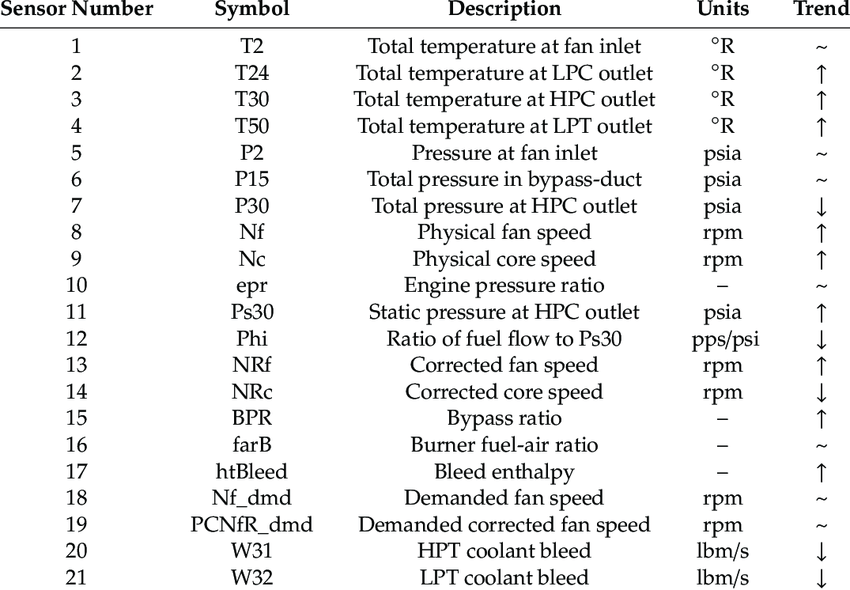 Sensor Number Symbol Description Units Trend
1 T2 Total temperature at fan inlet °R ~
2 T24 Total temperature at LPC outlet °R ↑
3 T30 Total temperature at HPC outlet °R ↑
4 T50 Total temperature at LPT outlet °R ↑
5 P2 Pressure at fan inlet psia ~
6 P15 Total pressure in bypass-duct psia ~
7 P30 Total pressure at HPC outlet psia ↓
8 Nf Physical fan speed rpm ↑
9 Nc Physical core speed rpm ↑
10 epr Engine pressure ratio – ~
11 Ps30 Static pressure at HPC outlet psia ↑
12 Phi Ratio of fuel flow to Ps30 pps/psi ↓
13 NRf Corrected fan speed rpm ↑
14 NRc Corrected core speed rpm ↓
15 BPR Bypass ratio – ↑
16 farB Burner fuel-air ratio – ~
17 htBleed Bleed enthalpy – ↑
18 Nf_dmd Demanded fan speed rpm ~
19 PCNfR_dmd Demanded corrected fan speed rpm ~
20 W31 HPT coolant bleed lbm/s ↓
21 W32 LPT coolant bleed lbm/s ↓